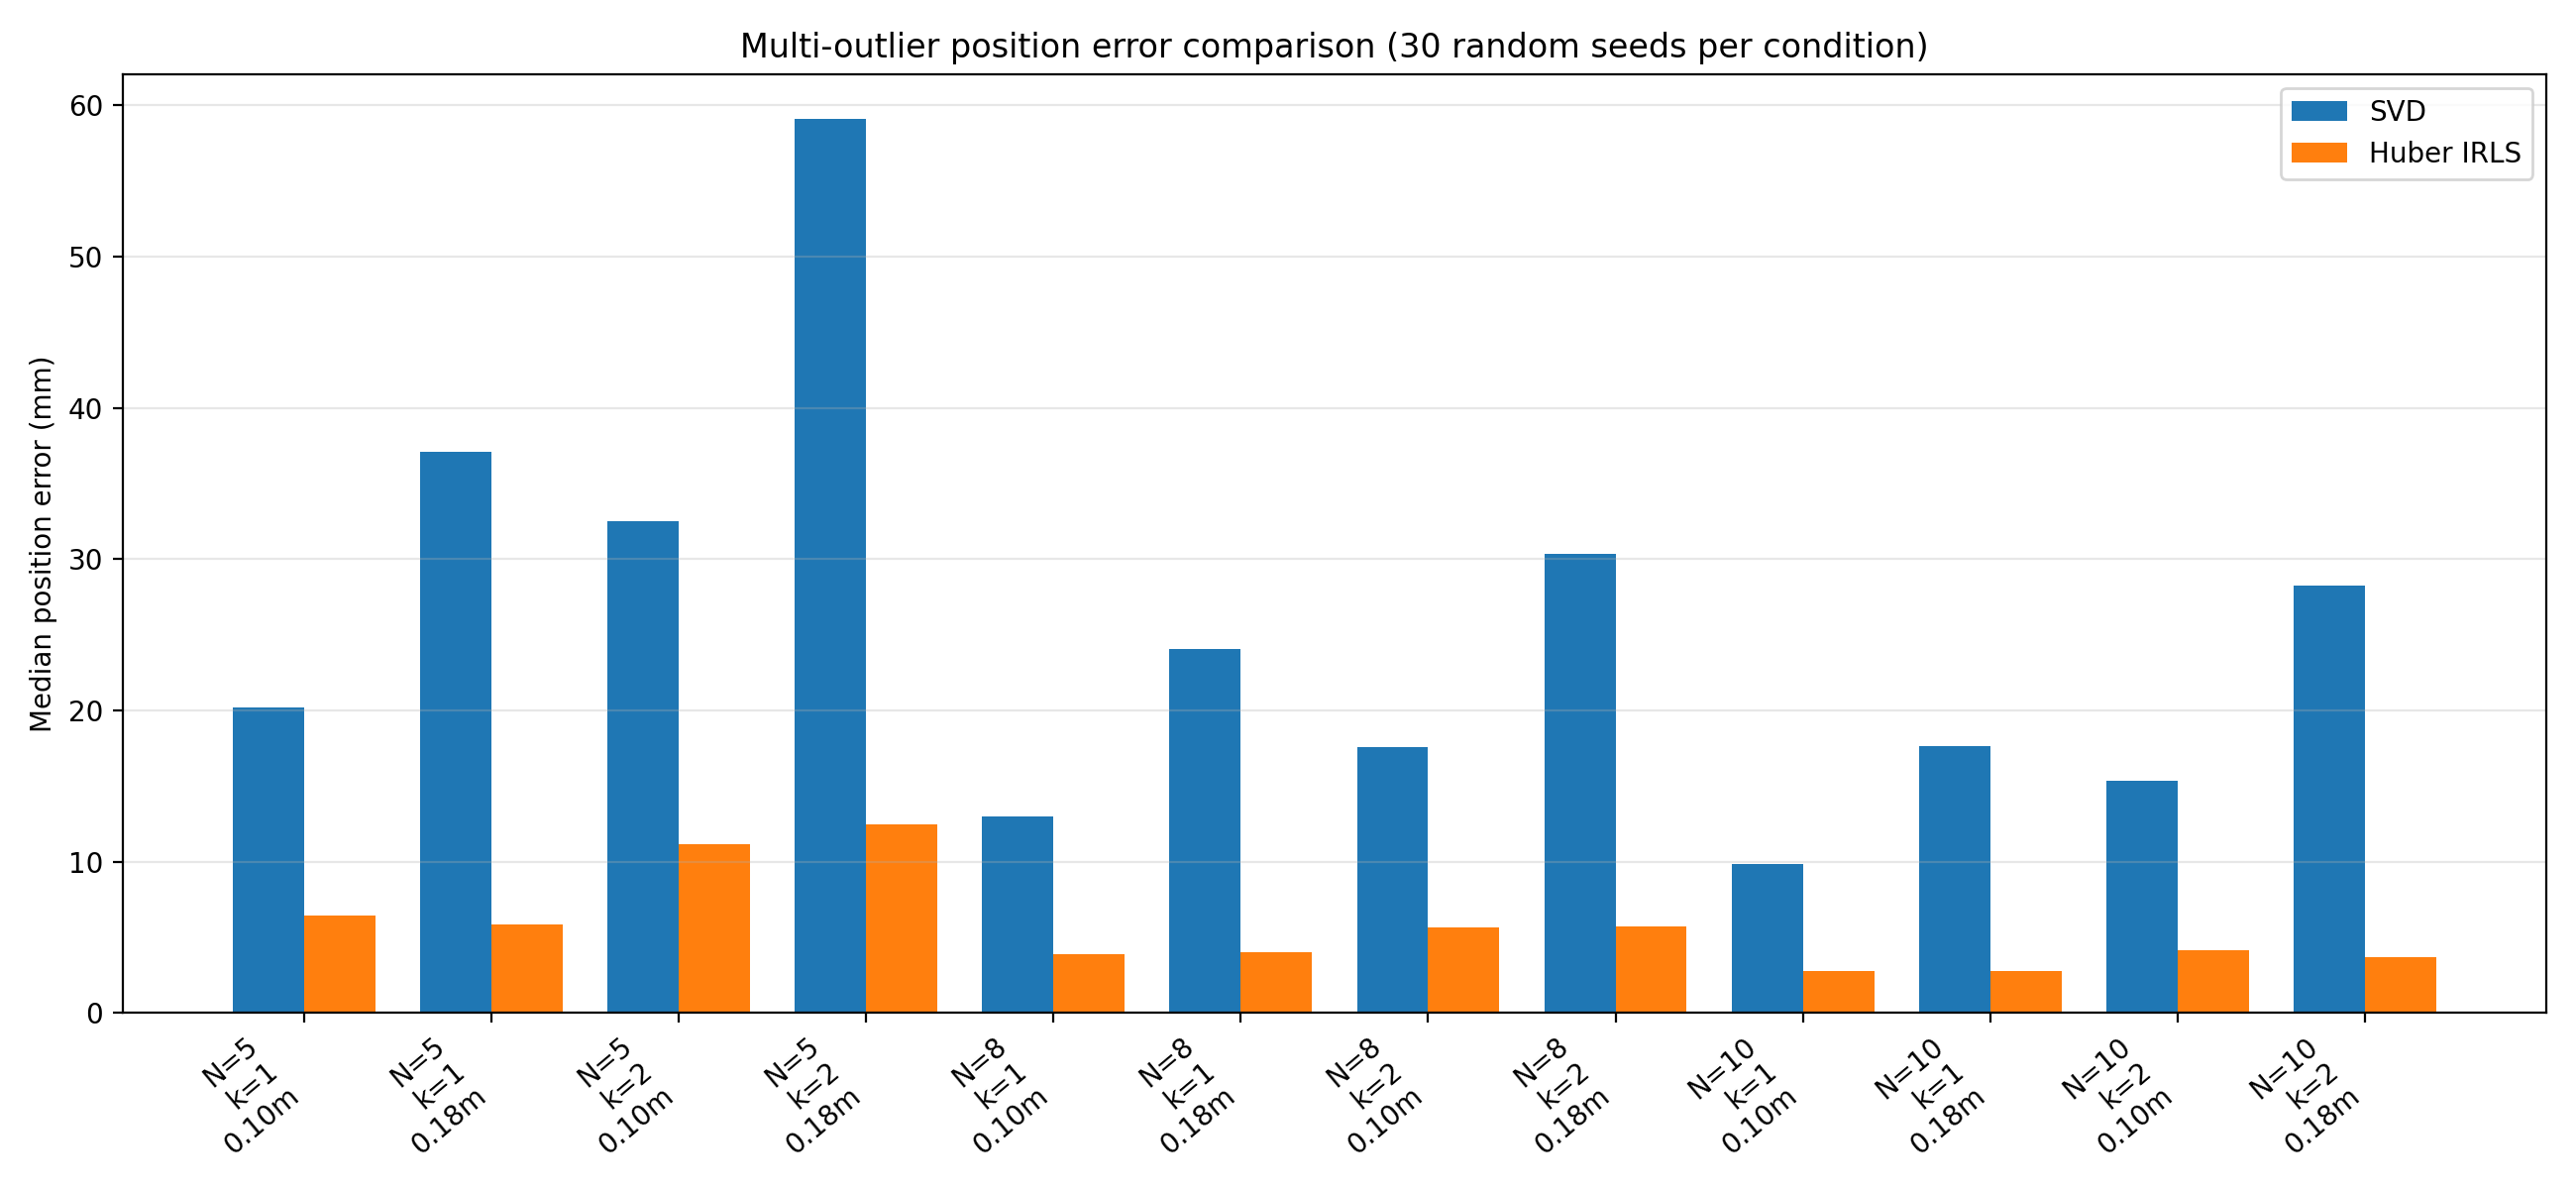 Multi-outlier position error comparison (30 random seeds per condition)
SVD
Huber IRLS
Median position error (mm)
60
50
40
30
20
10
0
N=5
k=1
0.10m
N=5
k=1
0.18m
N=5
k=2
0.10m
N=5
k=2
0.18m
N=8
k=1
0.10m
N=8
k=1
0.18m
N=8
k=2
0.10m
N=8
k=2
0.18m
N=10
k=1
0.10m
N=10
k=1
0.18m
N=10
k=2
0.10m
N=10
k=2
0.18m